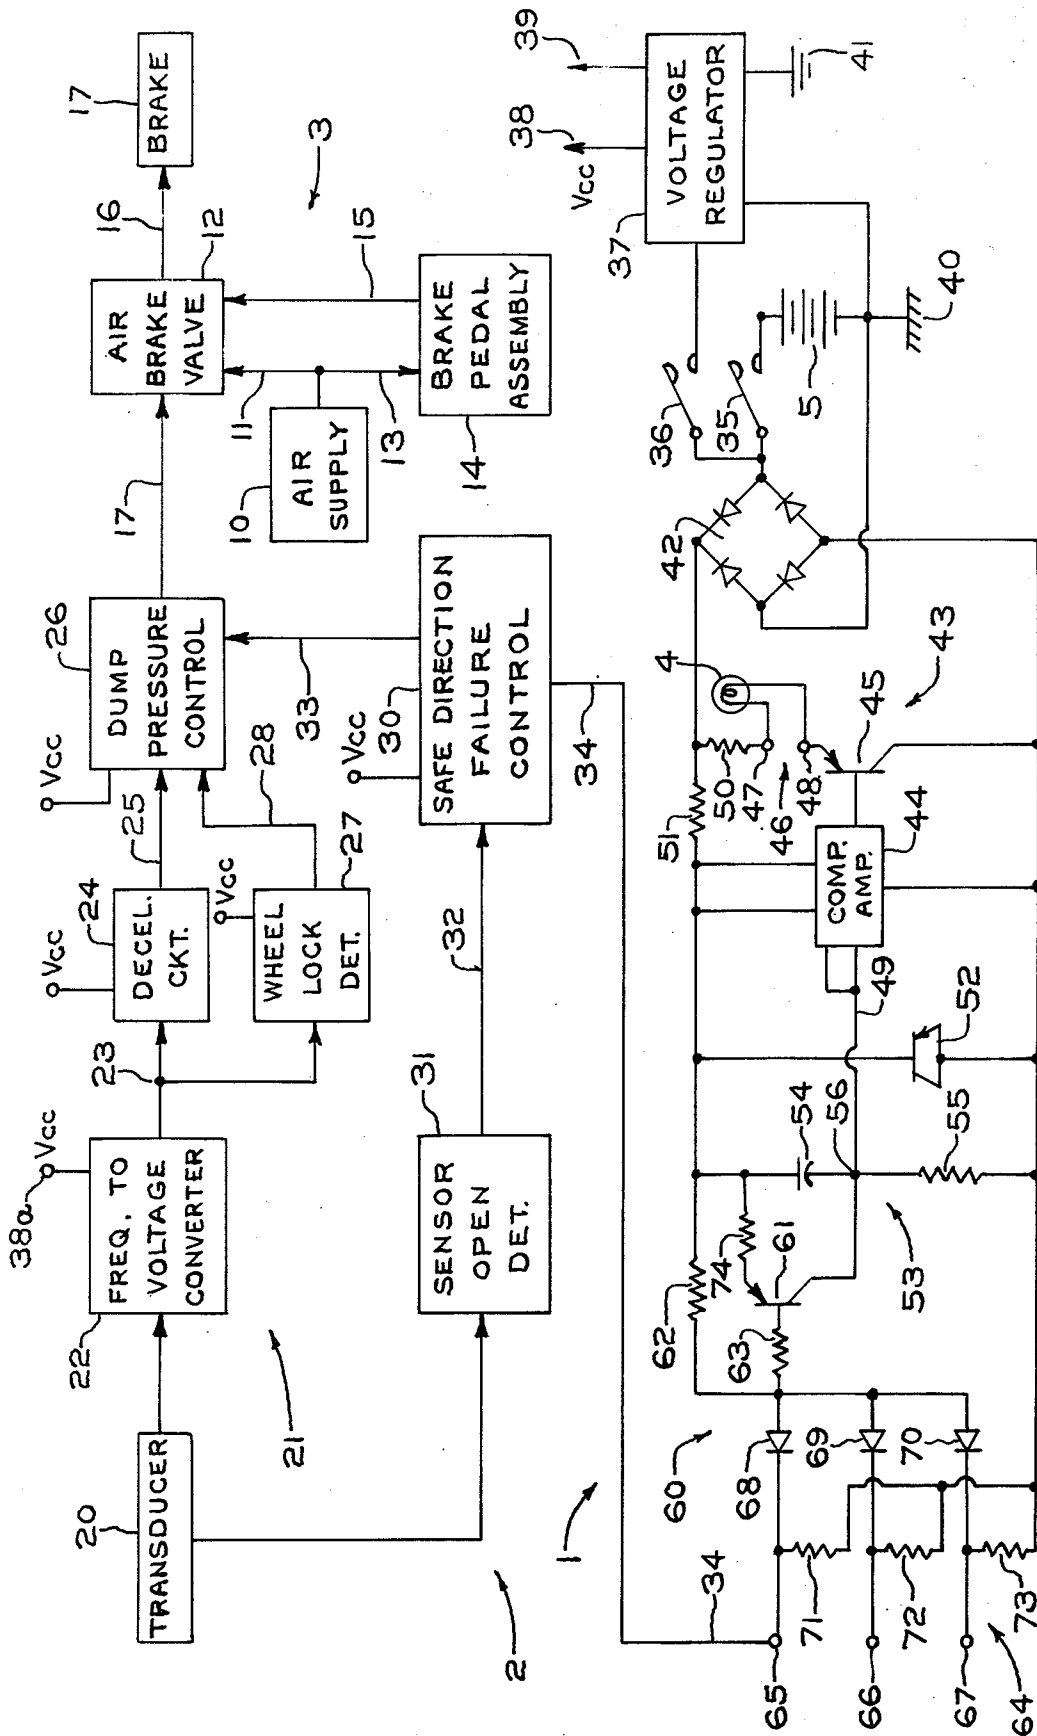 38a
Vcc
20
TRANSDUCER
22
FREQ. TO
VOLTAGE
CONVERTER
21
23
Vcc
24
DECEL.
CKT.
25
Vcc
27
WHEEL
LOCK
DET.
28
Vcc
26
DUMP
PRESSURE
CONTROL
17
AIR
BRAKE
VALVE
12
16
17
BRAKE
3
11
13
15
10
AIR
SUPPLY
14
BRAKE
PEDAL
ASSEMBLY
2
31
SENSOR
OPEN
DET.
32
Vcc
30
SAFE DIRECTION
FAILURE
CONTROL
33
34
1
34
65
66
67
64
71
72
73
60
68
69
70
62
63
74
61
53
54
56
55
52
49
COMP.
AMP.
44
51
50
47
46
48
4
45
43
42
36
35
5
40
37
VOLTAGE
REGULATOR
Vcc
38
39
41